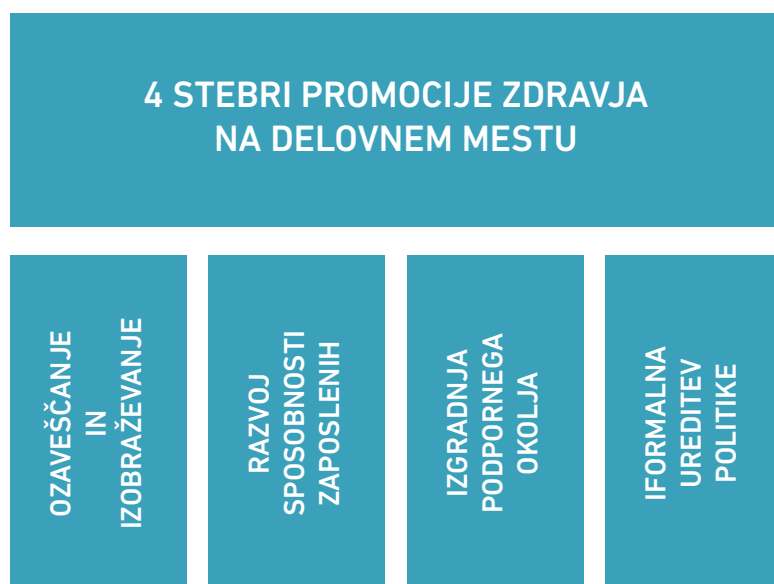 4 STEBRI PROMOCIJE ZDRAVJA
NA DELOVNEM MESTU
OZAVEŠČANJE
IN
IZOBRAŽEVANJE
RAZVOJ
SPOSOBNOSTI
ZAPOSLENIH
IZGRADNJA
PODPORNEGA
OKOLJA
IFORMALNA
UREDITEV
POLITIKE